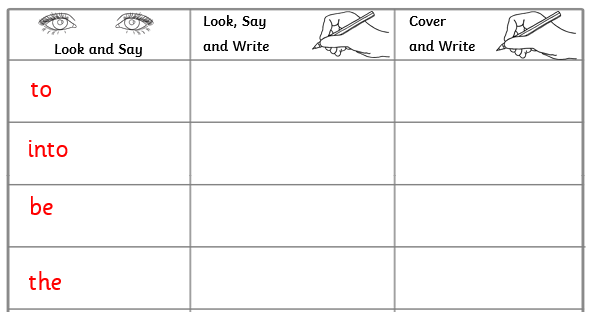 Look and Say
Look, Say
and Write
Cover
and Write
to
into
be
the